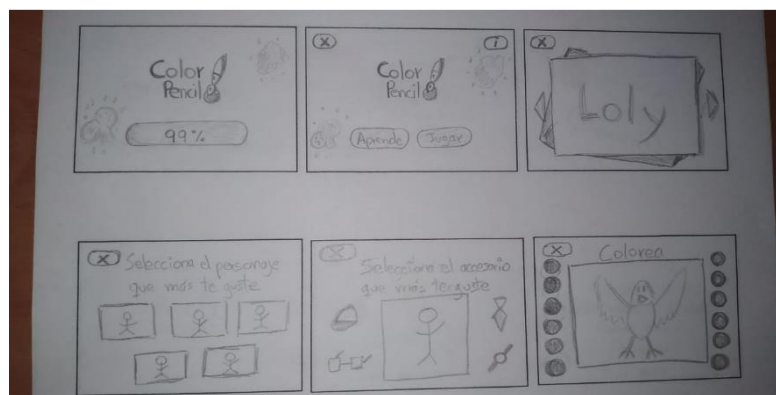 Color
Pencil
99%
X
i
Color
Pencil
Aprende
Jugar
X
Loly
X
Selecciona el personaje
que más te guste
X
Selecciona el accesorio
que más te guste
X
Colorea